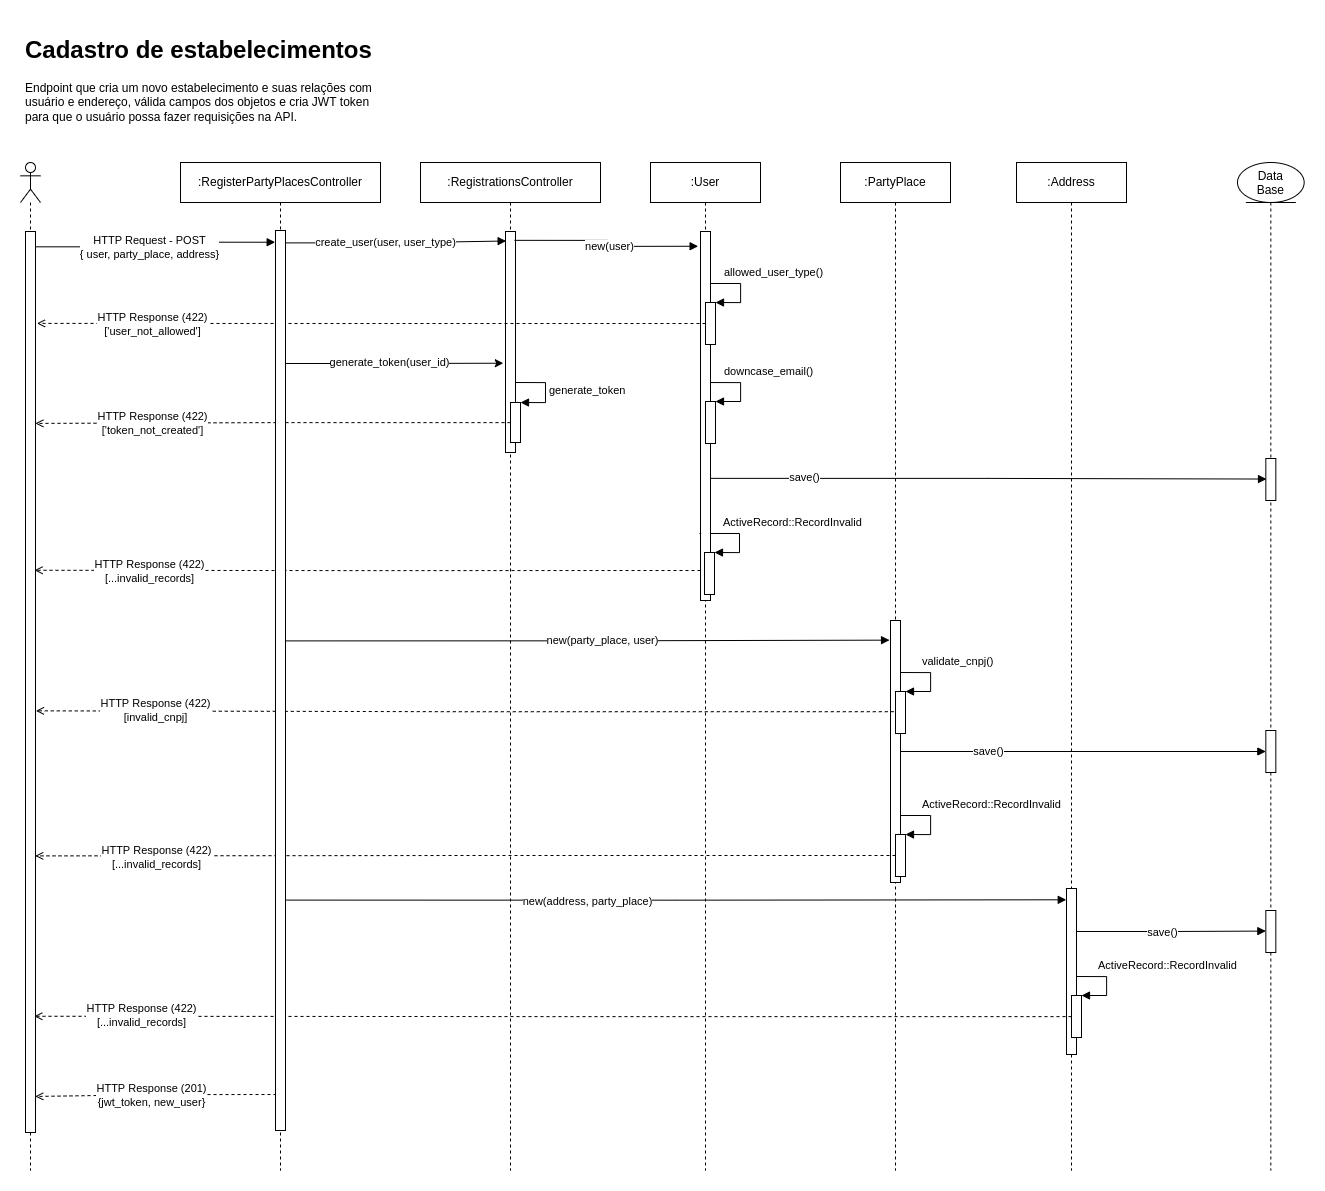 Cadastro de estabelecimentos
Endpoint que cria um novo estabelecimento e suas relações com
usuário e endereço, válida campos dos objetos e cria JWT token
para que o usuário possa fazer requisições na API.
:RegisterPartyPlacesController
:RegistrationsController
:User
:PartyPlace
:Address
Data
Base
HTTP Request - POST
{ user, party_place, address}
create_user(user, user_type)
new(user)
allowed_user_type()
HTTP Response (422)
['user_not_allowed']
generate_token(user_id)
downcase_email()
generate_token
HTTP Response (422)
['token_not_created']
save()
ActiveRecord::RecordInvalid
HTTP Response (422)
[...invalid_records]
new(party_place, user)
validate_cnpj()
HTTP Response (422)
[invalid_cnpj]
save()
ActiveRecord::RecordInvalid
HTTP Response (422)
[...invalid_records]
new(address, party_place)
save()
ActiveRecord::RecordInvalid
HTTP Response (422)
[...invalid_records]
HTTP Response (201)
{jwt_token, new_user}